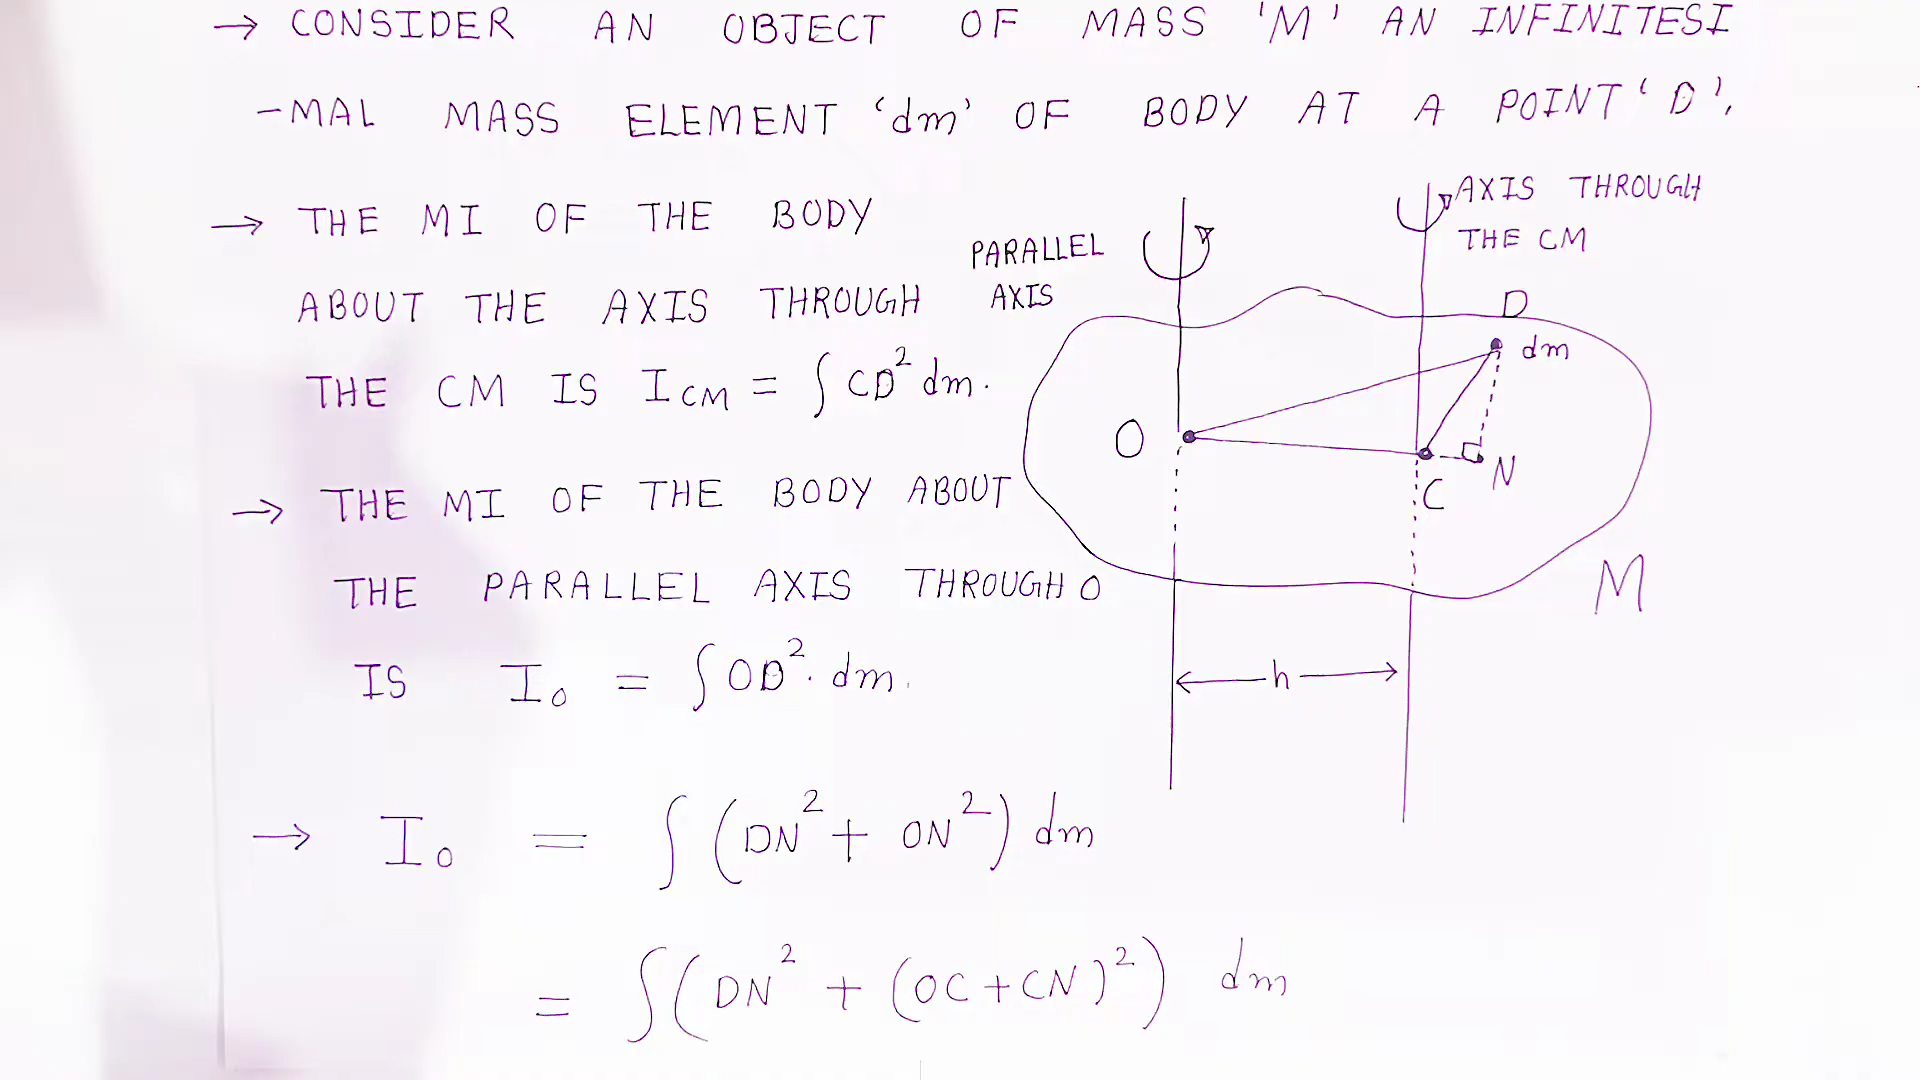 → CONSIDER AN OBJECT OF MASS 'M' AN INFINITESI
-MAL MASS ELEMENT 'dm' OF BODY AT A POINT 'D',
→ THE MI OF THE BODY
ABOUT THE AXIS THROUGH
THE CM IS I_CM = ∫ CD² dm.
→ THE MI OF THE BODY ABOUT
THE PARALLEL AXIS THROUGH O
IS I₀ = ∫ OD². dm.
→ I₀ = ∫ (DN² + ON²) dm
= ∫ (DN² + (OC + CN)²) dm
PARALLEL
AXIS
AXIS THROUGH
THE CM
D
dm
O
C
N
M
h